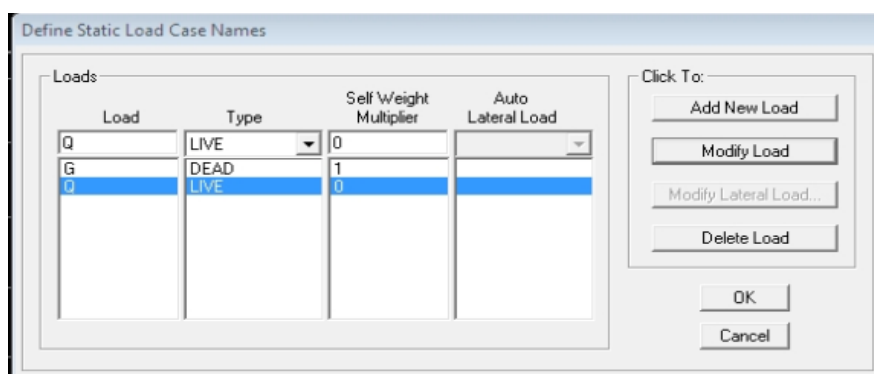 Define Static Load Case Names
Loads
Load Type Self Weight Multiplier Auto Lateral Load
Q LIVE 0
G DEAD 1
Q LIVE 0
Click To:
Add New Load
Modify Load
Modify Lateral Load...
Delete Load
OK
Cancel